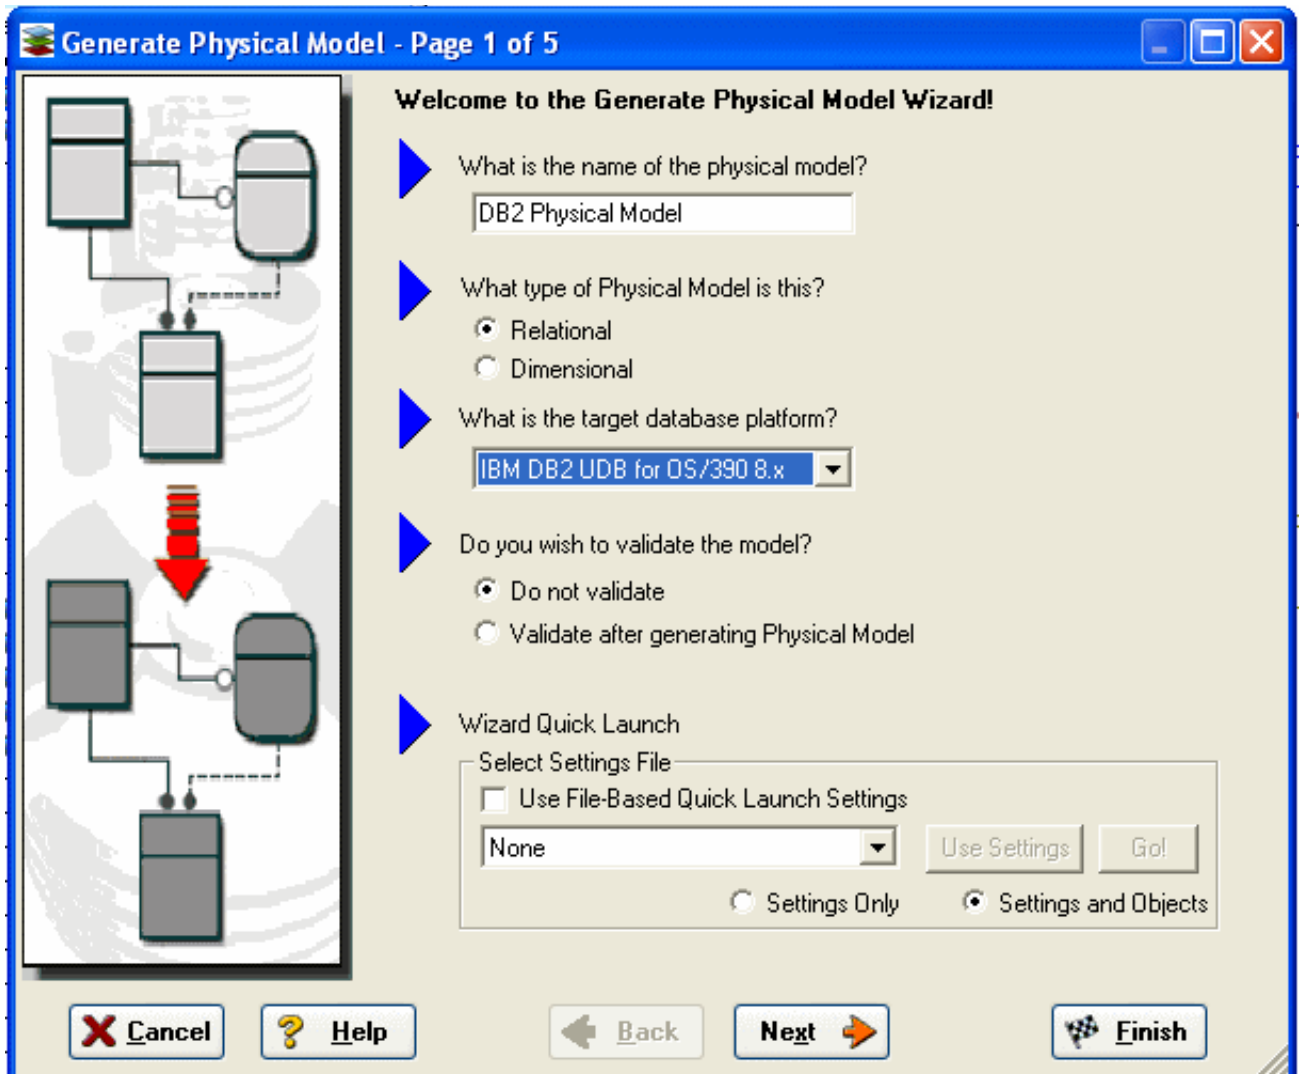 Generate Physical Model - Page 1 of 5
Welcome to the Generate Physical Model Wizard!
What is the name of the physical model?
DB2 Physical Model
What type of Physical Model is this?
Relational
Dimensional
What is the target database platform?
IBM DB2 UDB for OS/390 8.x
Do you wish to validate the model?
Do not validate
Validate after generating Physical Model
Wizard Quick Launch
Select Settings File
Use File-Based Quick Launch Settings
None Use Settings Go!
Settings Only Settings and Objects
Cancel ? Help Back Next Finish